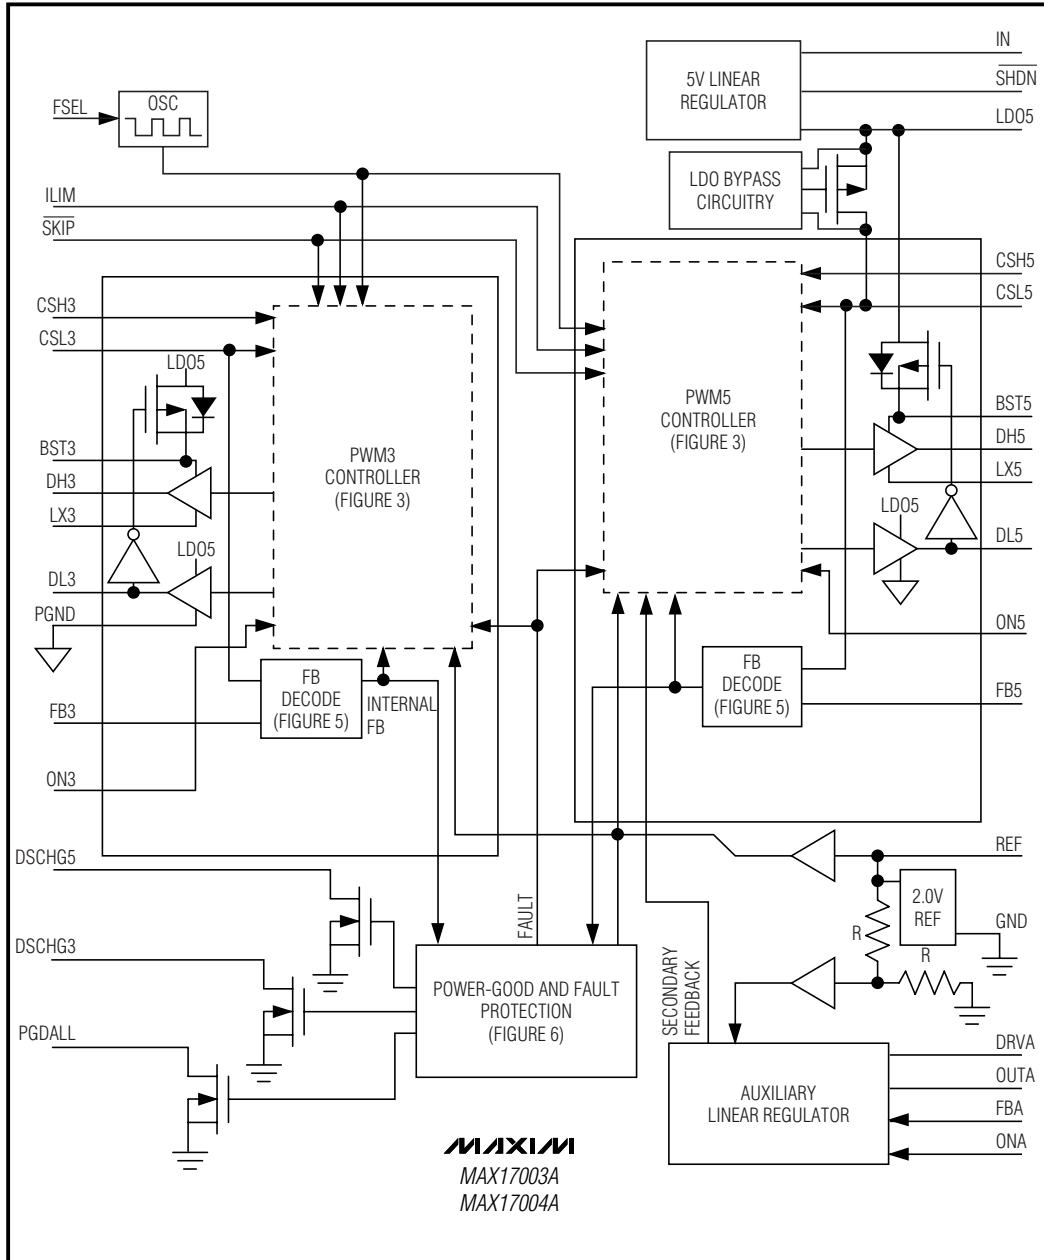 IN
5V LINEAR
REGULATOR
SHDN
LDO5
FSEL
OSC
LDO BYPASS
CIRCUITRY
ILIM
SKIP
CSH5
CSL5
CSH3
CSL3
LDO5
PWM5
CONTROLLER
(FIGURE 3)
BST5
DH5
LX5
PWM3
CONTROLLER
(FIGURE 3)
BST3
DH3
LX3
LDO5
DL5
LDO5
DL3
PGND
ON5
FB
DECODE
(FIGURE 5)
INTERNAL
FB
FB
DECODE
(FIGURE 5)
FB3
FB5
ON3
REF
DSCHG5
2.0V
REF
GND
R
R
DSCHG3
FAULT
POWER-GOOD AND FAULT
PROTECTION
(FIGURE 6)
SECONDARY
FEEDBACK
PGDALL
DRVA
OUTA
AUXILIARY
LINEAR REGULATOR
FBA
ONA
MAXIM
MAX17003A
MAX17004A